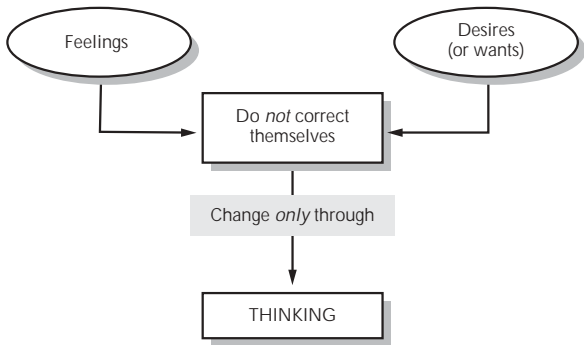 Feelings
Desires
(or wants)
Do not correct
themselves
Change only through
THINKING